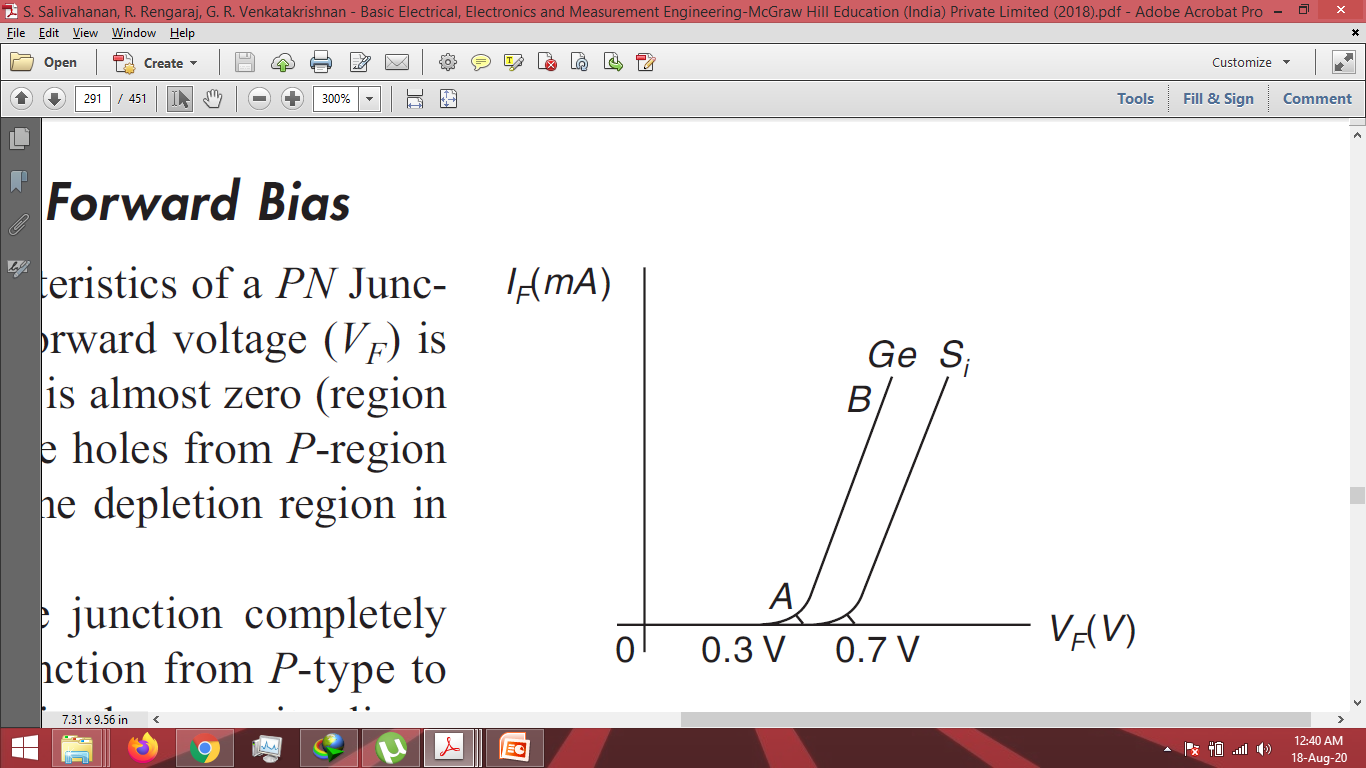 S. Salivahanan, R. Rengaraj, G. R. Venkatakrishnan - Basic Electrical, Electronics and Measurement Engineering-McGraw Hill Education (India) Private Limited (2018).pdf - Adobe Acrobat Pro
File Edit View Window Help
Open Create Customize
291 / 451 300% Tools Fill & Sign Comment
Forward Bias
teristics of a PN Junc-
orward voltage (V_F) is
is almost zero (region
e holes from P-region
he depletion region in
e junction completely
nction from P-type to
I_F(mA)
Ge S_i
B
A
0 0.3 V 0.7 V V_F(V)
7.31 x 9.56 in
12:40 AM
18-Aug-20